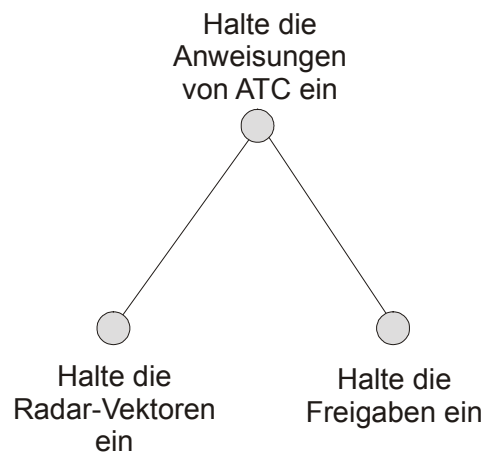 Halte die
Anweisungen
von ATC ein
Halte die
Radar-Vektoren
ein
Halte die
Freigaben ein